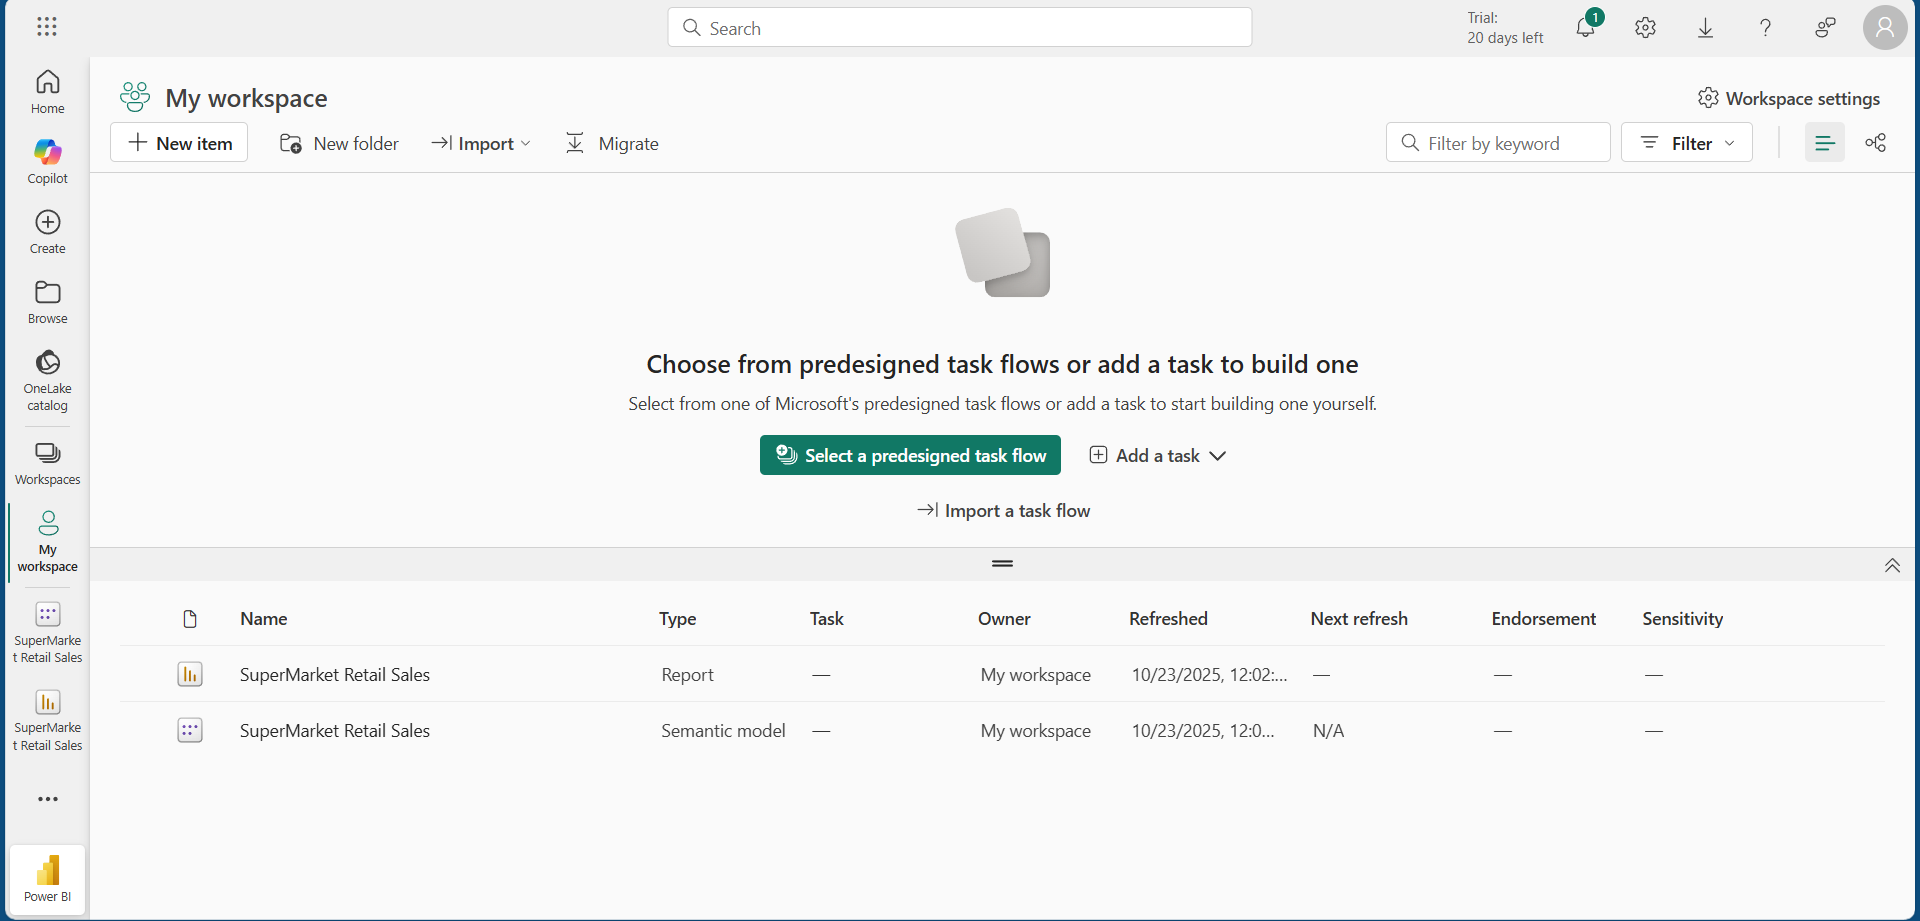 Search
Trial:
20 days left
1
Home
Copilot
Create
Browse
OneLake
catalog
Workspaces
My
workspace
SuperMarke
t Retail Sales
SuperMarke
t Retail Sales
Power BI
My workspace
Workspace settings
New item
New folder
Import
Migrate
Filter by keyword
Filter
Choose from predesigned task flows or add a task to build one
Select from one of Microsoft's predesigned task flows or add a task to start building one yourself.
Select a predesigned task flow
Add a task
Import a task flow
Name Type Task Owner Refreshed Next refresh Endorsement Sensitivity
SuperMarket Retail Sales Report — My workspace 10/23/2025, 12:02:... — — —
SuperMarket Retail Sales Semantic model — My workspace 10/23/2025, 12:0... N/A — —